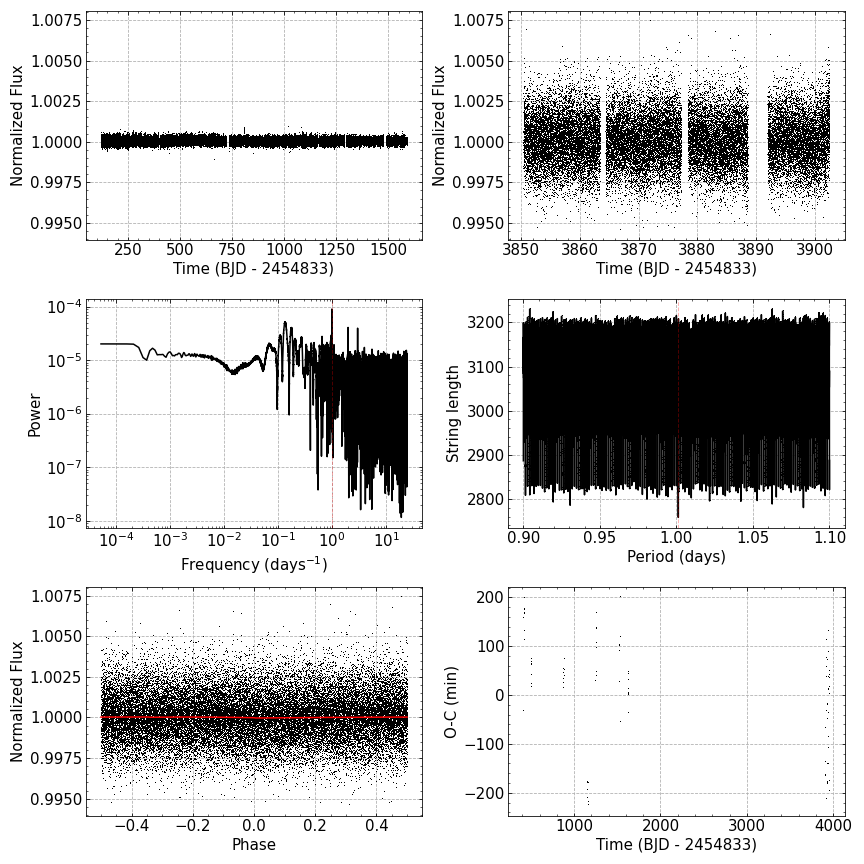 1.0075
1.0050
1.0025
1.0000
0.9975
0.9950
Normalized Flux
250 500 750 1000 1250 1500
Time (BJD - 2454833)
1.0075
1.0050
1.0025
1.0000
0.9975
0.9950
Normalized Flux
3850 3860 3870 3880 3890 3900
Time (BJD - 2454833)
10⁻⁴
10⁻⁵
10⁻⁶
10⁻⁷
10⁻⁸
Power
10⁻⁴ 10⁻³ 10⁻² 10⁻¹ 10⁰ 10¹
Frequency (days⁻¹)
3200
3100
3000
2900
2800
String length
0.90 0.95 1.00 1.05 1.10
Period (days)
1.0075
1.0050
1.0025
1.0000
0.9975
0.9950
Normalized Flux
−0.4 −0.2 0.0 0.2 0.4
Phase
200
100
0
−100
−200
O-C (min)
1000 2000 3000 4000
Time (BJD - 2454833)